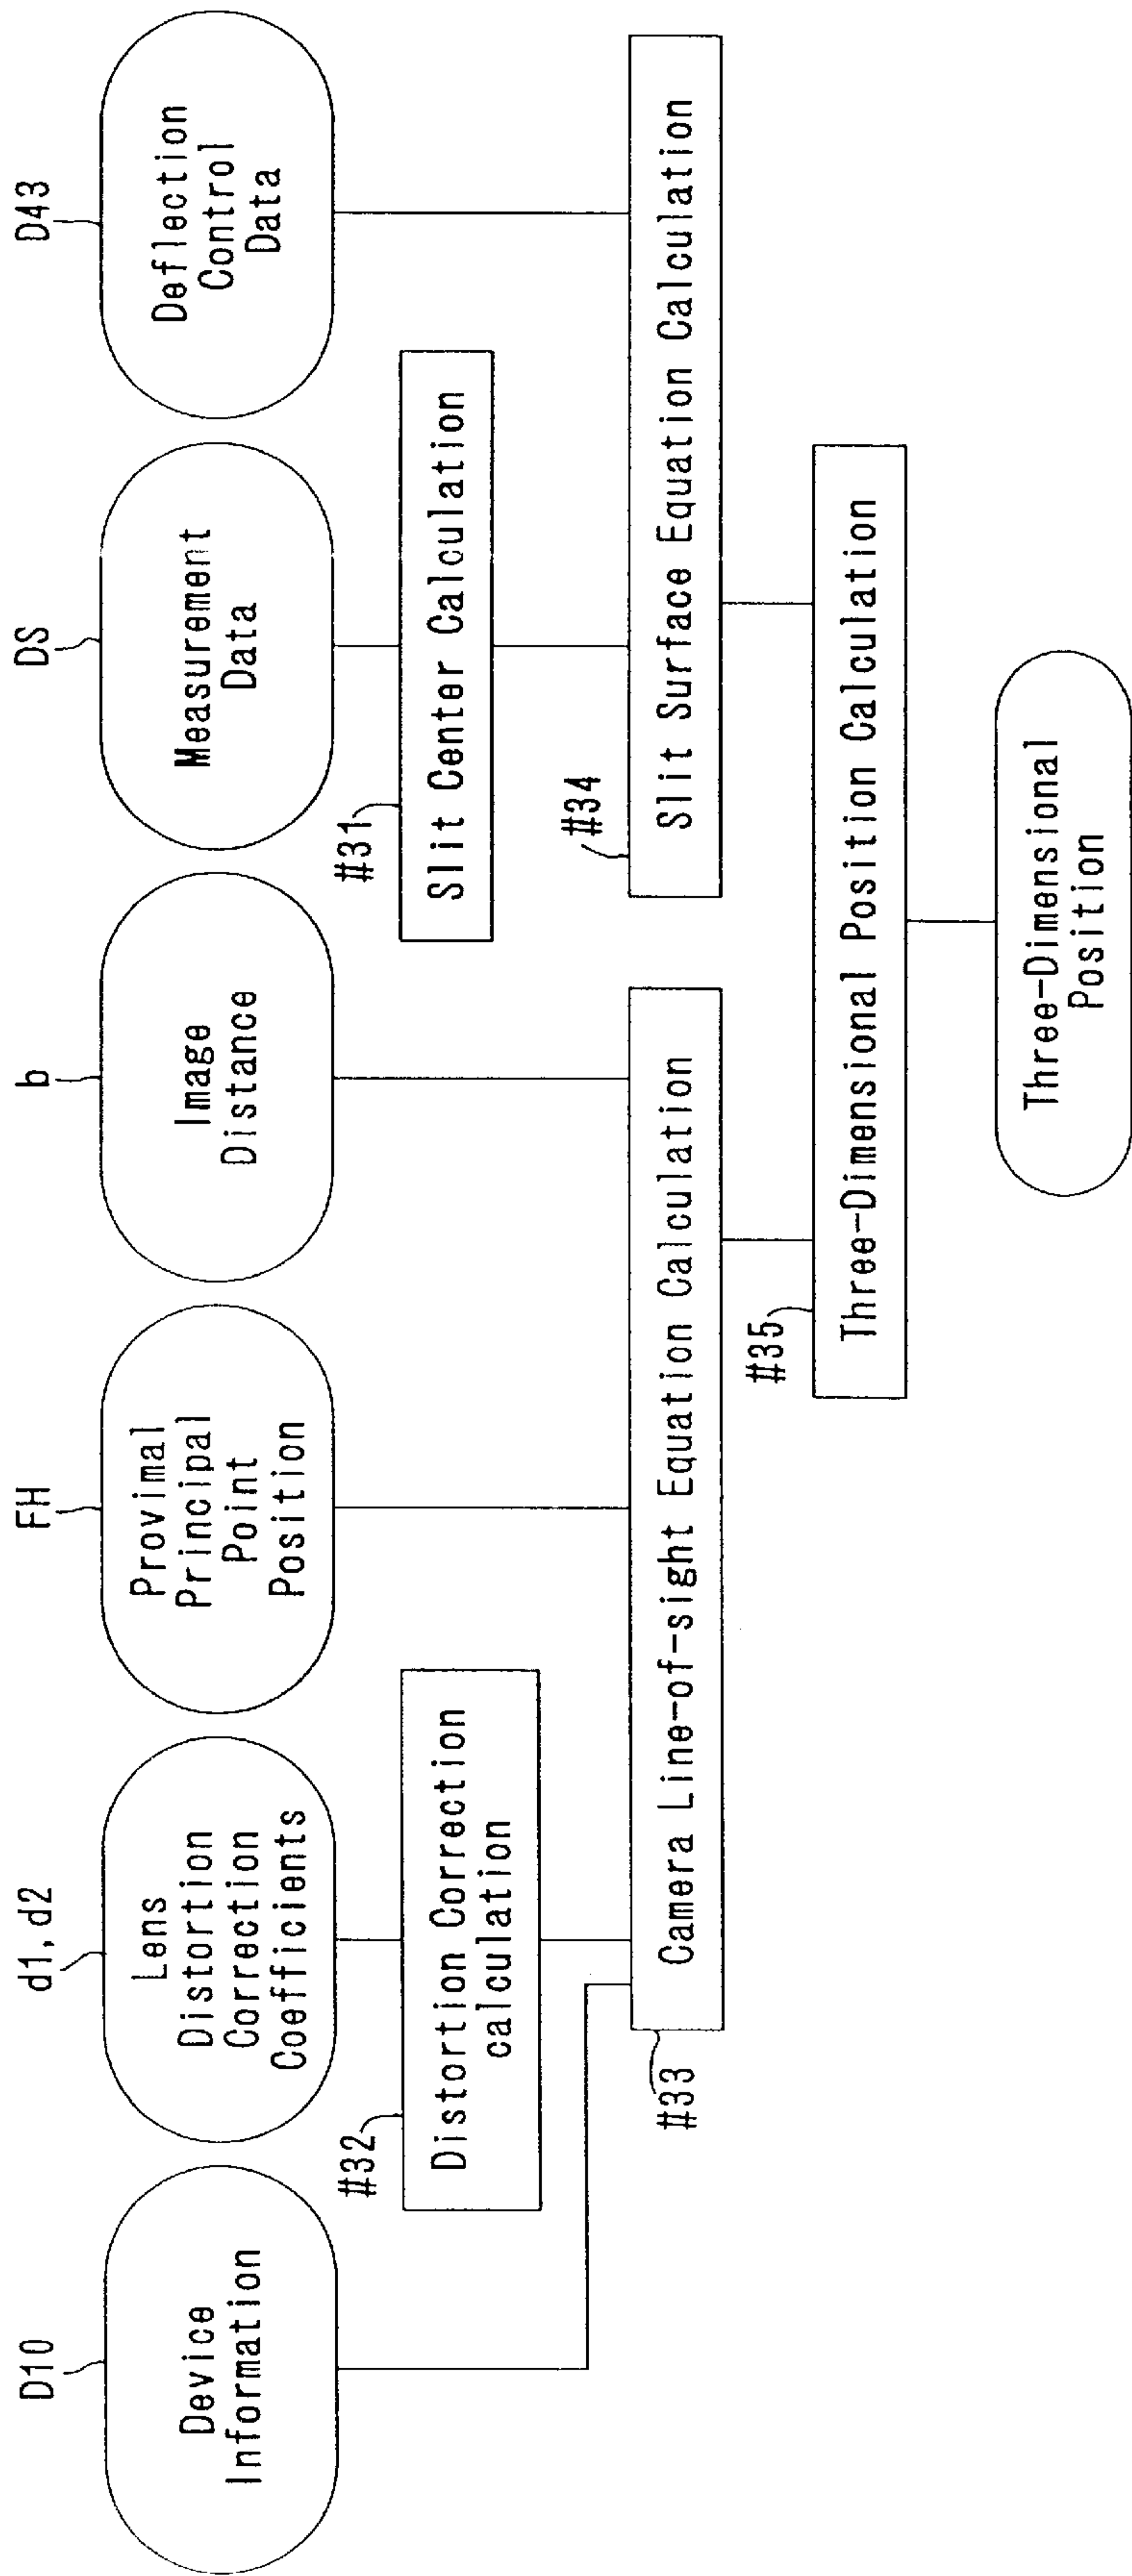 D10
d1, d2
FH
b
DS
D43
Device
Information
Lens
Distortion
Correction
Coefficients
Provimal
Principal
Point
Position
Image
Distance
Measurement
Data
Deflection
Control
Data
#32
Distortion Correction
calculation
#31
Slit Center Calculation
#33
Camera Line-of-sight Equation Calculation
#34
Slit Surface Equation Calculation
#35
Three-Dimensional Position Calculation
Three-Dimensional
Position